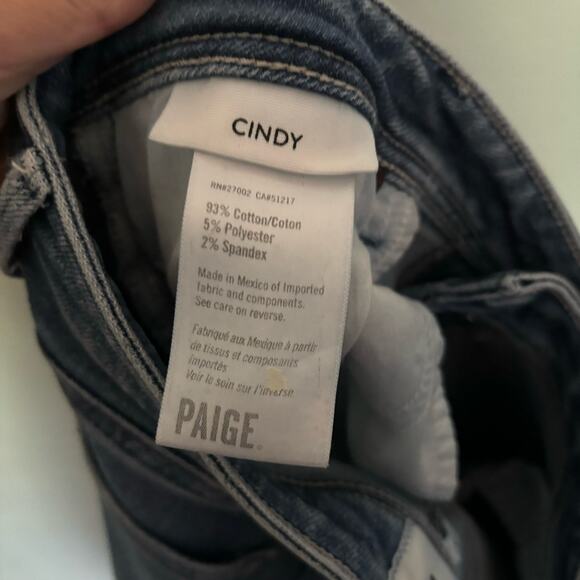 CINDY
RN#27002 CA#51217
93% Cotton/Coton
5% Polyester
2% Spandex
Made in Mexico of Imported
fabric and components.
See care on reverse.
Fabriqué aux Mexique à partir
de tissus et composants
importés
Voir le soin sur l'inverse
PAIGE